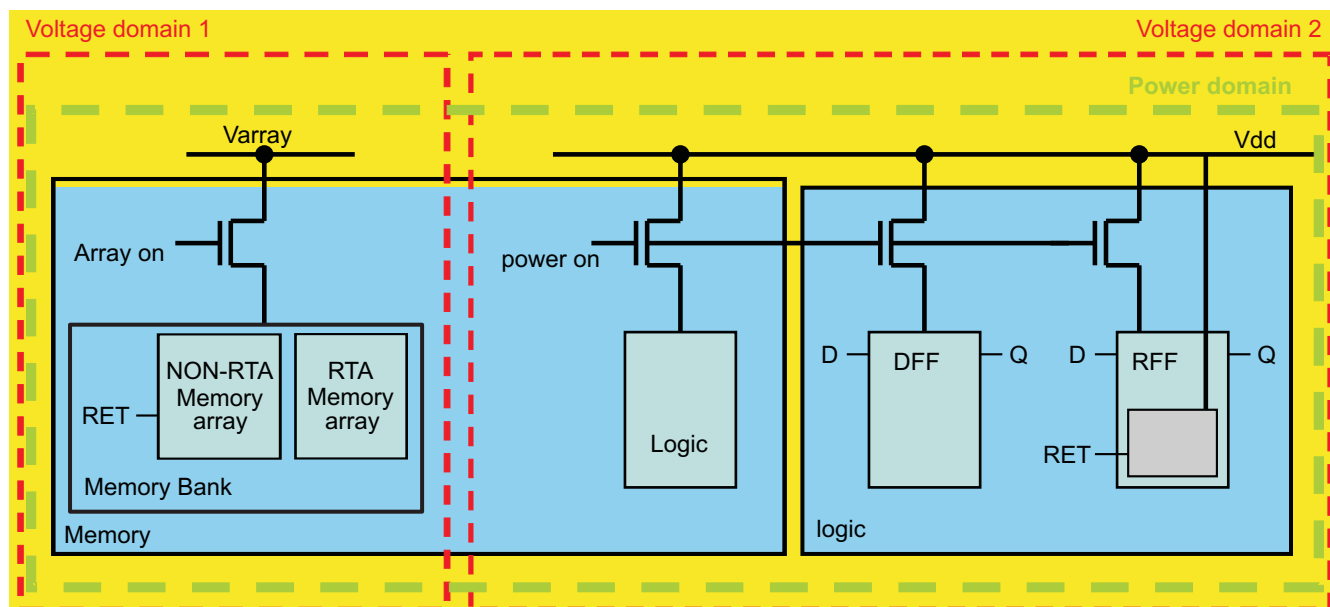 Voltage domain 1
Voltage domain 2
Power domain
Varray
Vdd
Array on
power on
NON-RTA
Memory
array
RTA
Memory
array
RET
Memory Bank
Memory
Logic
D
DFF
Q
D
RFF
Q
RET
logic